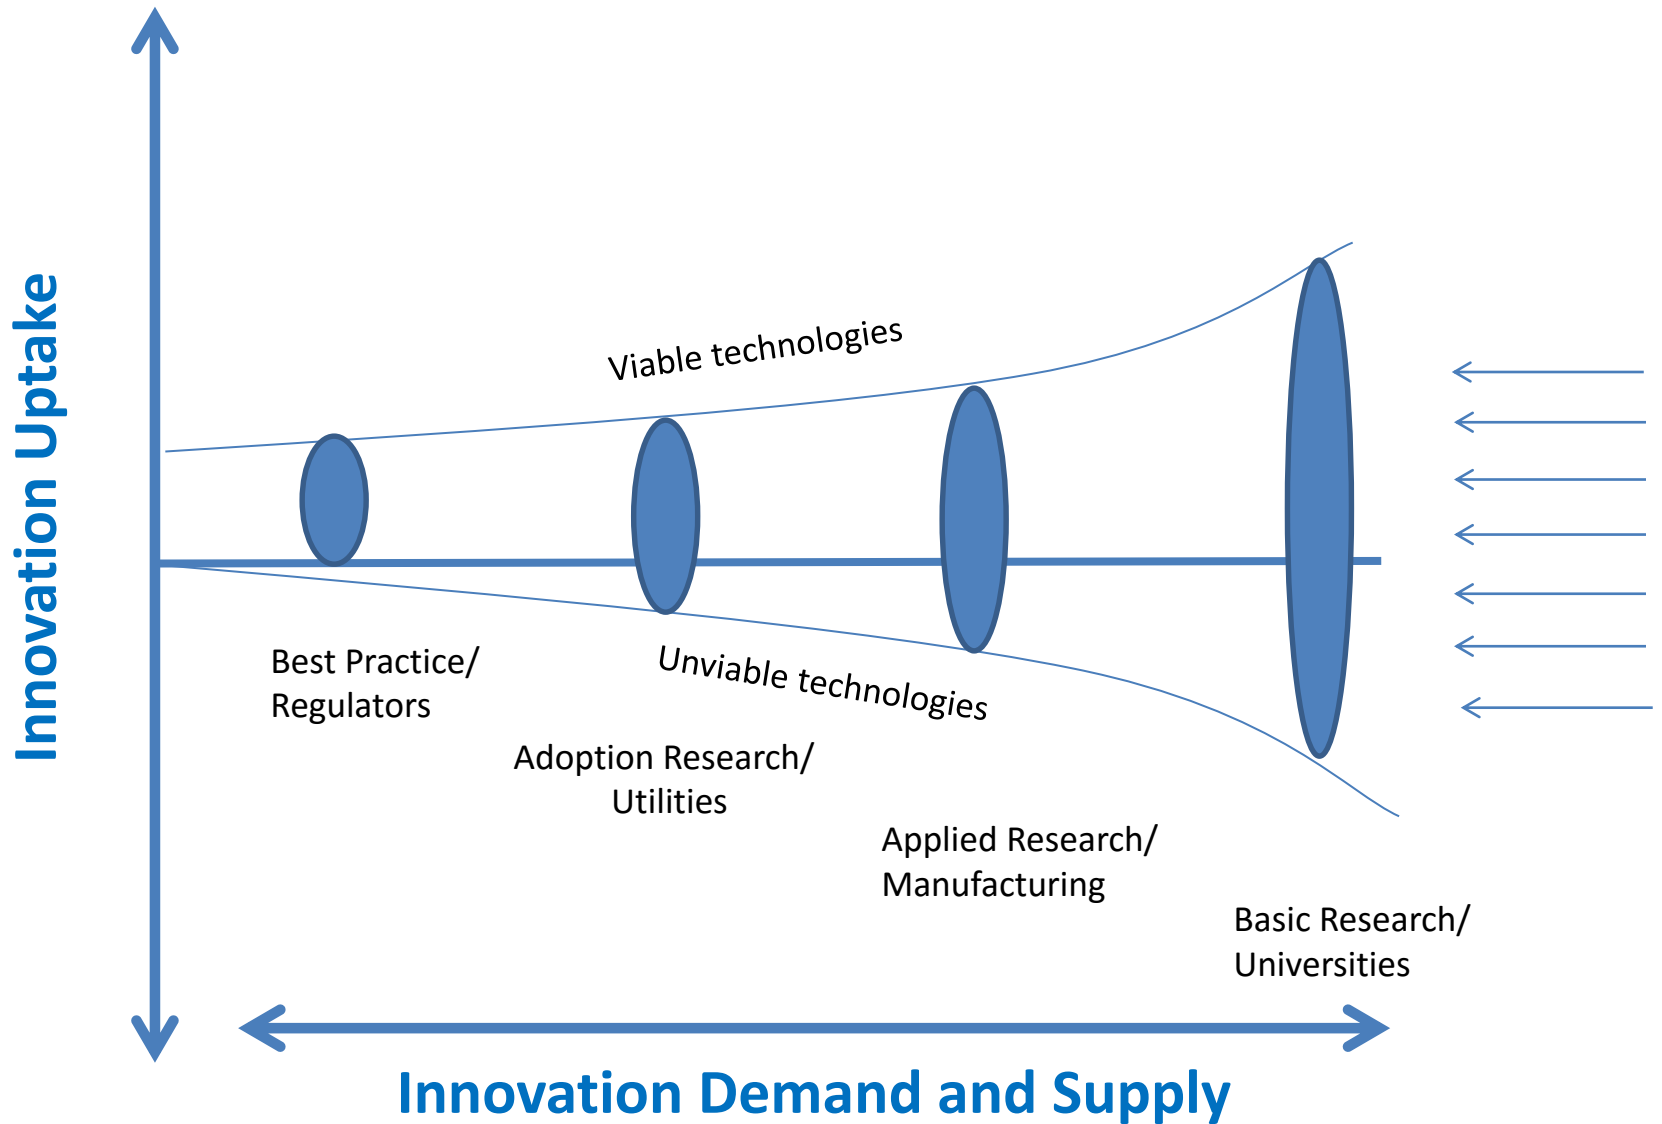 Innovation Uptake
Viable technologies
Unviable technologies
Best Practice/
Regulators
Adoption Research/
Utilities
Applied Research/
Manufacturing
Basic Research/
Universities
Innovation Demand and Supply